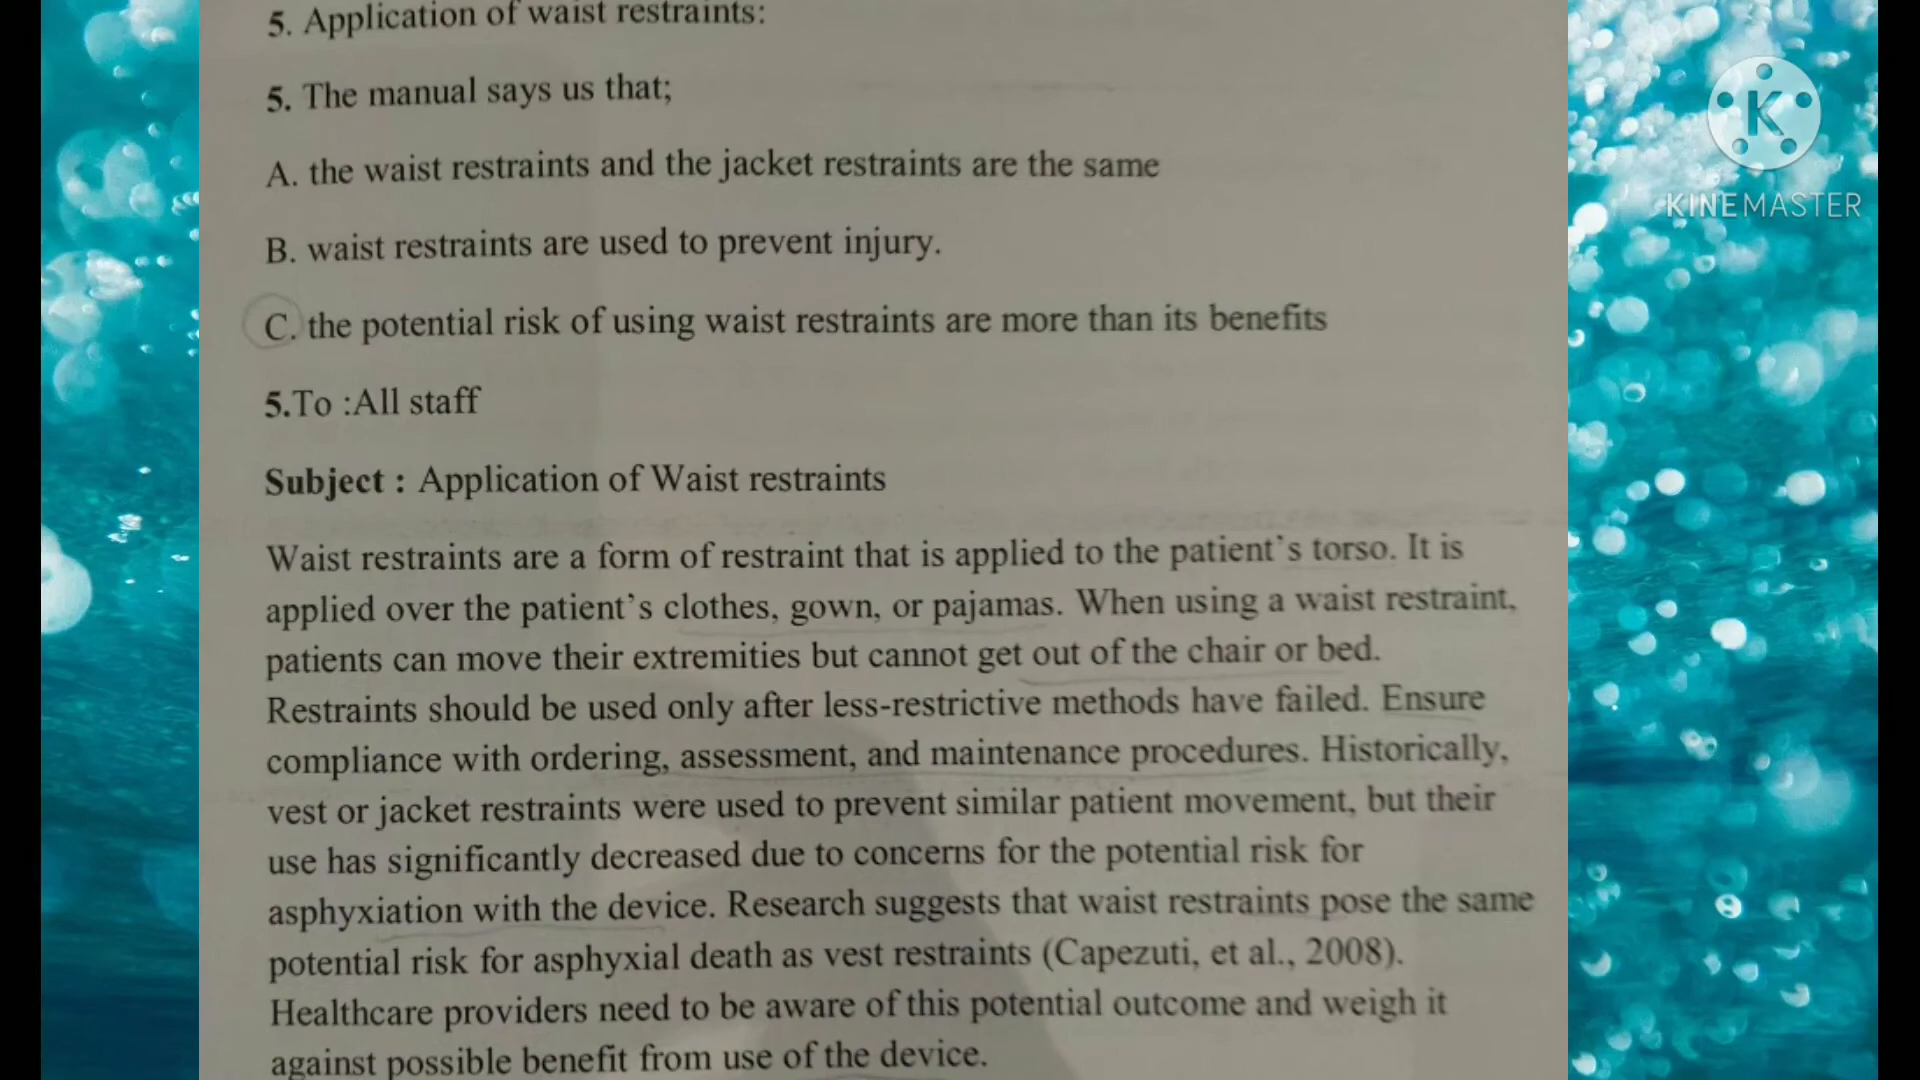 5. Application of waist restraints:
5. The manual says us that;
A. the waist restraints and the jacket restraints are the same
B. waist restraints are used to prevent injury.
C. the potential risk of using waist restraints are more than its benefits
5.To :All staff
Subject : Application of Waist restraints
Waist restraints are a form of restraint that is applied to the patient’s torso. It is
applied over the patient’s clothes, gown, or pajamas. When using a waist restraint,
patients can move their extremities but cannot get out of the chair or bed.
Restraints should be used only after less-restrictive methods have failed. Ensure
compliance with ordering, assessment, and maintenance procedures. Historically,
vest or jacket restraints were used to prevent similar patient movement, but their
use has significantly decreased due to concerns for the potential risk for
asphyxiation with the device. Research suggests that waist restraints pose the same
potential risk for asphyxial death as vest restraints (Capezuti, et al., 2008).
Healthcare providers need to be aware of this potential outcome and weigh it
against possible benefit from use of the device.
K
KINEMASTER